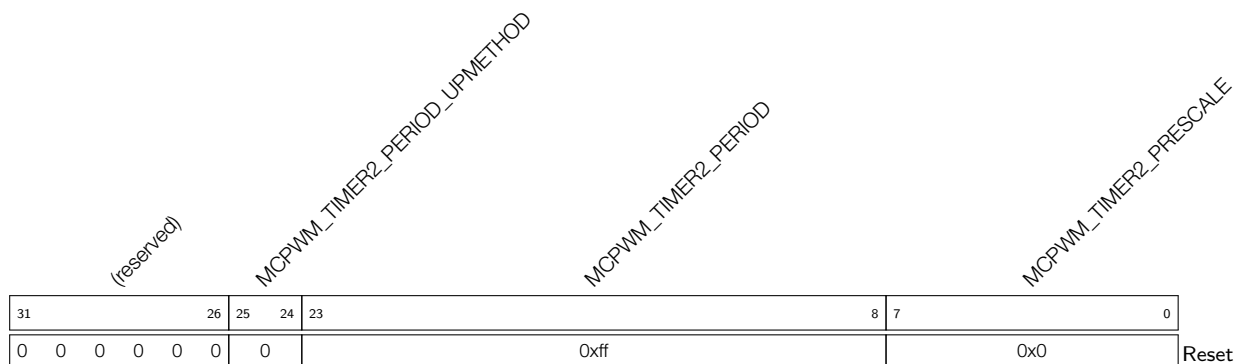 (reserved)
MCPWM_TIMER2_PERIOD_UPMETHOD
MCPWM_TIMER2_PERIOD
MCPWM_TIMER2_PRESCALE
31 26 25 24 23 8 7 0
0 0 0 0 0 0 0 0xff 0x0 Reset